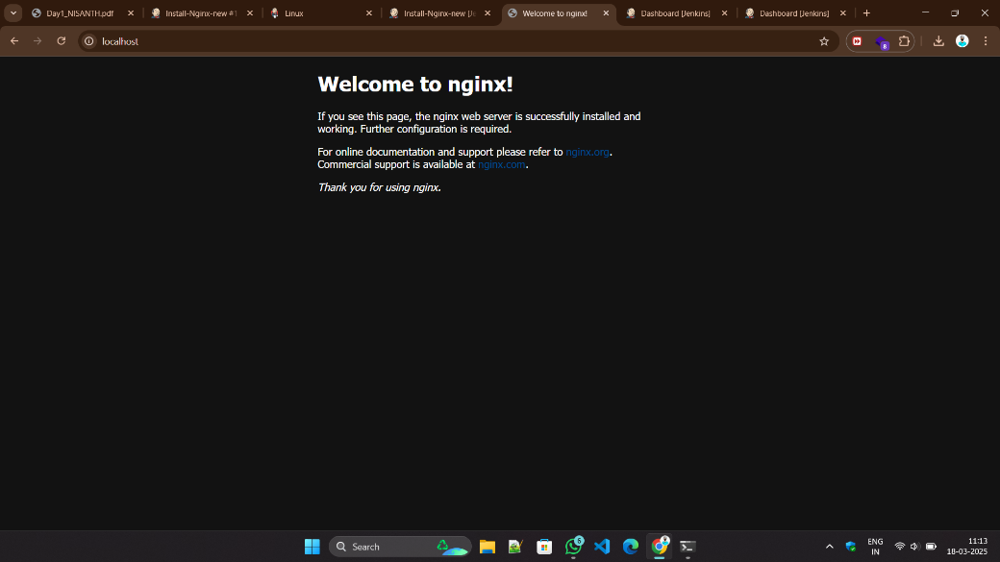 Day1_NISANTH.pdf
Install-Nginx-new #1
Linux
Install-Nginx-new [Je
Welcome to nginx!
Dashboard [Jenkins]
Dashboard [Jenkins]
localhost
8
Welcome to nginx!
If you see this page, the nginx web server is successfully installed and
working. Further configuration is required.
For online documentation and support please refer to nginx.org.
Commercial support is available at nginx.com.
Thank you for using nginx.
Search
ENG
IN
11:13
18-03-2025